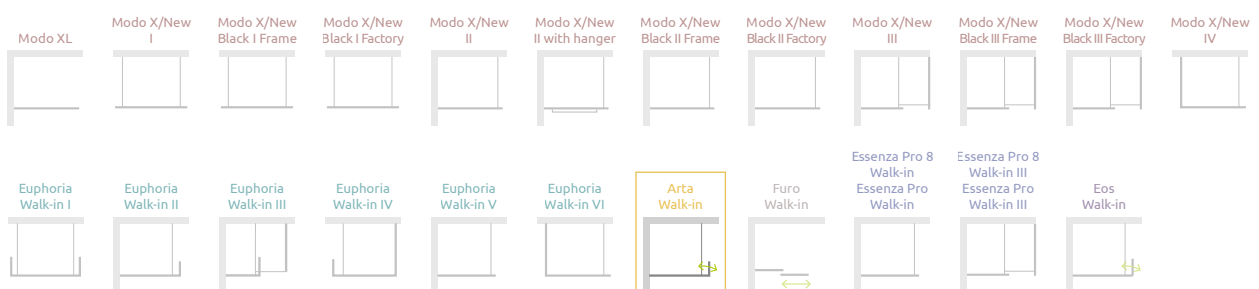 Modo XL
Modo X/New
I
Modo X/New
Black I Frame
Modo X/New
Black I Factory
Modo X/New
II
Modo X/New
II with hanger
Modo X/New
Black II Frame
Modo X/New
Black II Factory
Modo X/New
III
Modo X/New
Black III Frame
Modo X/New
Black III Factory
Modo X/New
IV
Euphoria
Walk-in I
Euphoria
Walk-in II
Euphoria
Walk-in III
Euphoria
Walk-in IV
Euphoria
Walk-in V
Euphoria
Walk-in VI
Arta
Walk-in
Furo
Walk-in
Essenza Pro 8
Walk-in
Essenza Pro
Walk-in
Essenza Pro 8
Walk-in III
Essenza Pro
Walk-in III
Eos
Walk-in